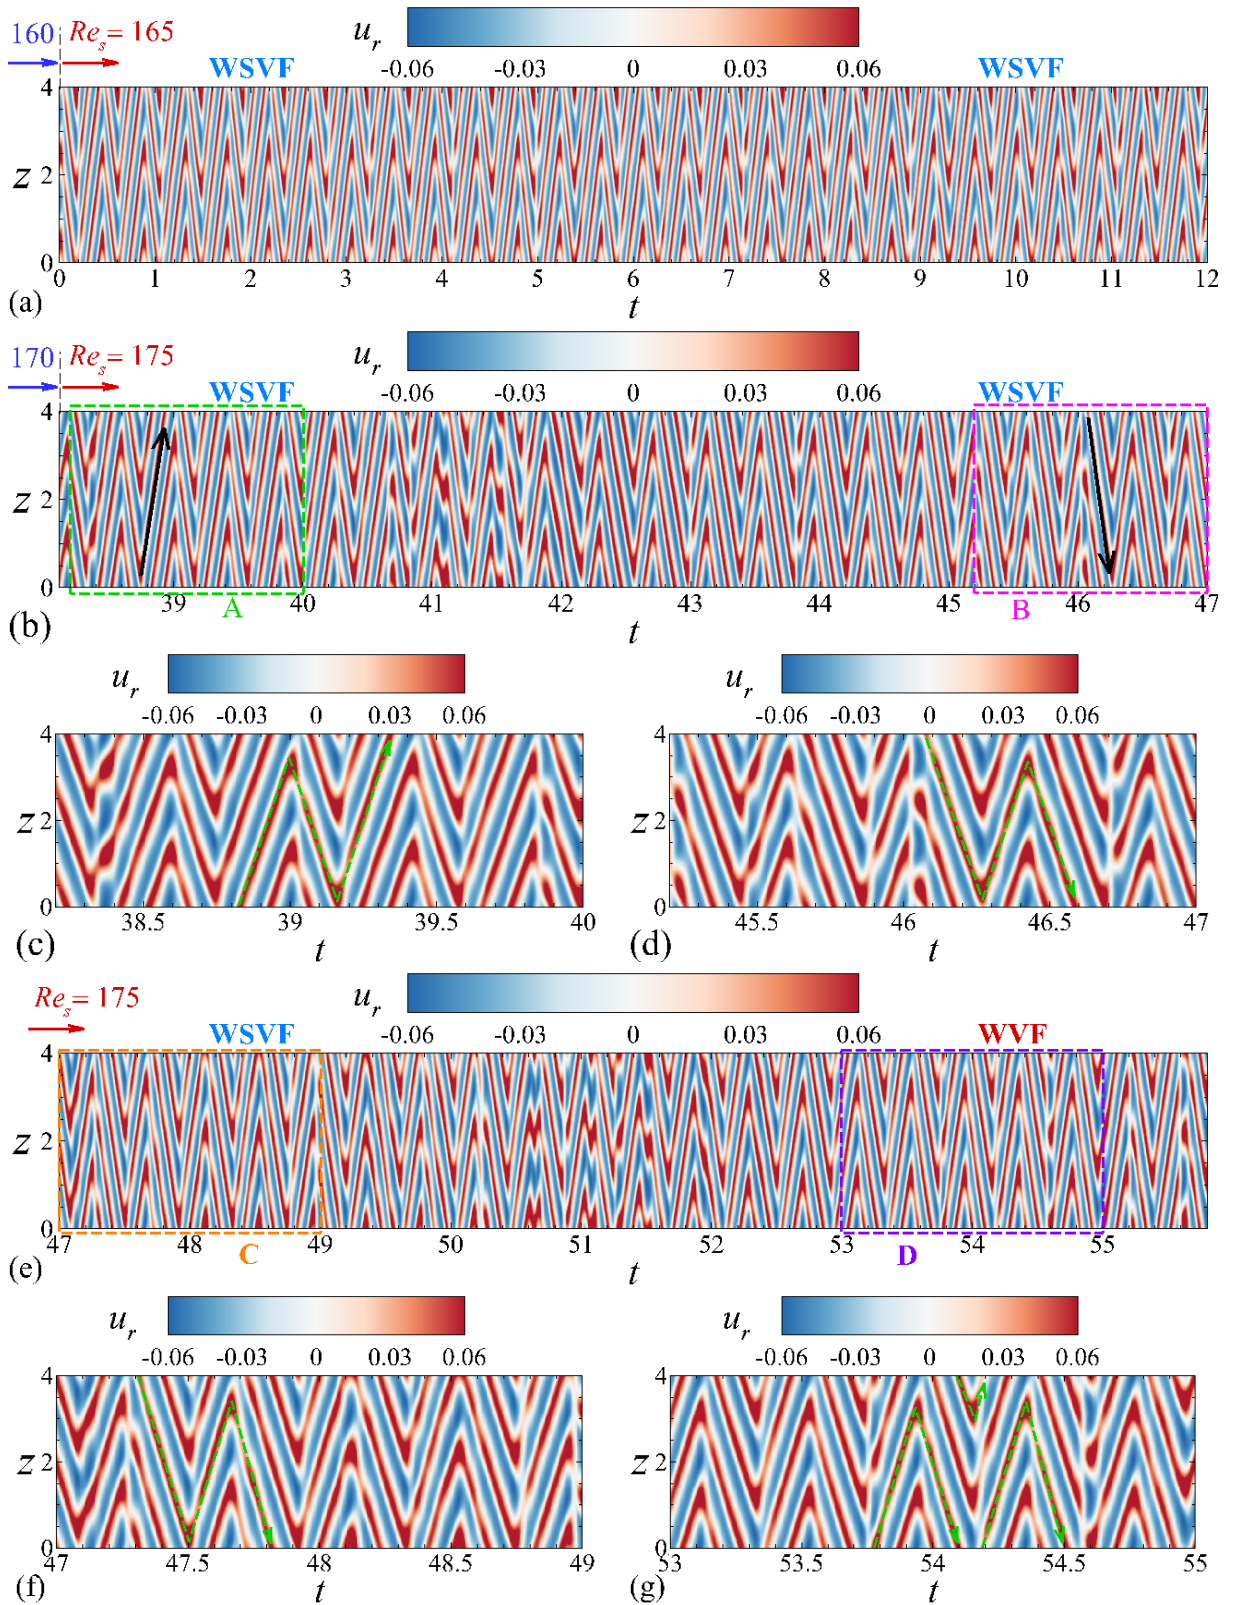 160 Re_s = 165 u_r -0.06 -0.03 0 0.03 0.06
WSVF WSVF
4
z 2
0
0 1 2 3 4 5 6 7 8 9 10 11 12
(a) t
170 Re_s = 175 u_r -0.06 -0.03 0 0.03 0.06
WSVF WSVF
4
z 2
0
39 40 41 42 43 44 45 46 47
A B
(b) t
u_r -0.06 -0.03 0 0.03 0.06
4
z 2
0
38.5 39 39.5 40
(c) t
u_r -0.06 -0.03 0 0.03 0.06
4
z 2
0
45.5 46 46.5 47
(d) t
Re_s = 175 u_r -0.06 -0.03 0 0.03 0.06
WSVF WVF
4
z 2
0
47 48 49 50 51 52 53 54 55
C D
(e) t
u_r -0.06 -0.03 0 0.03 0.06
4
z 2
0
47 47.5 48 48.5 49
(f) t
u_r -0.06 -0.03 0 0.03 0.06
4
z 2
0
53 53.5 54 54.5 55
(g) t